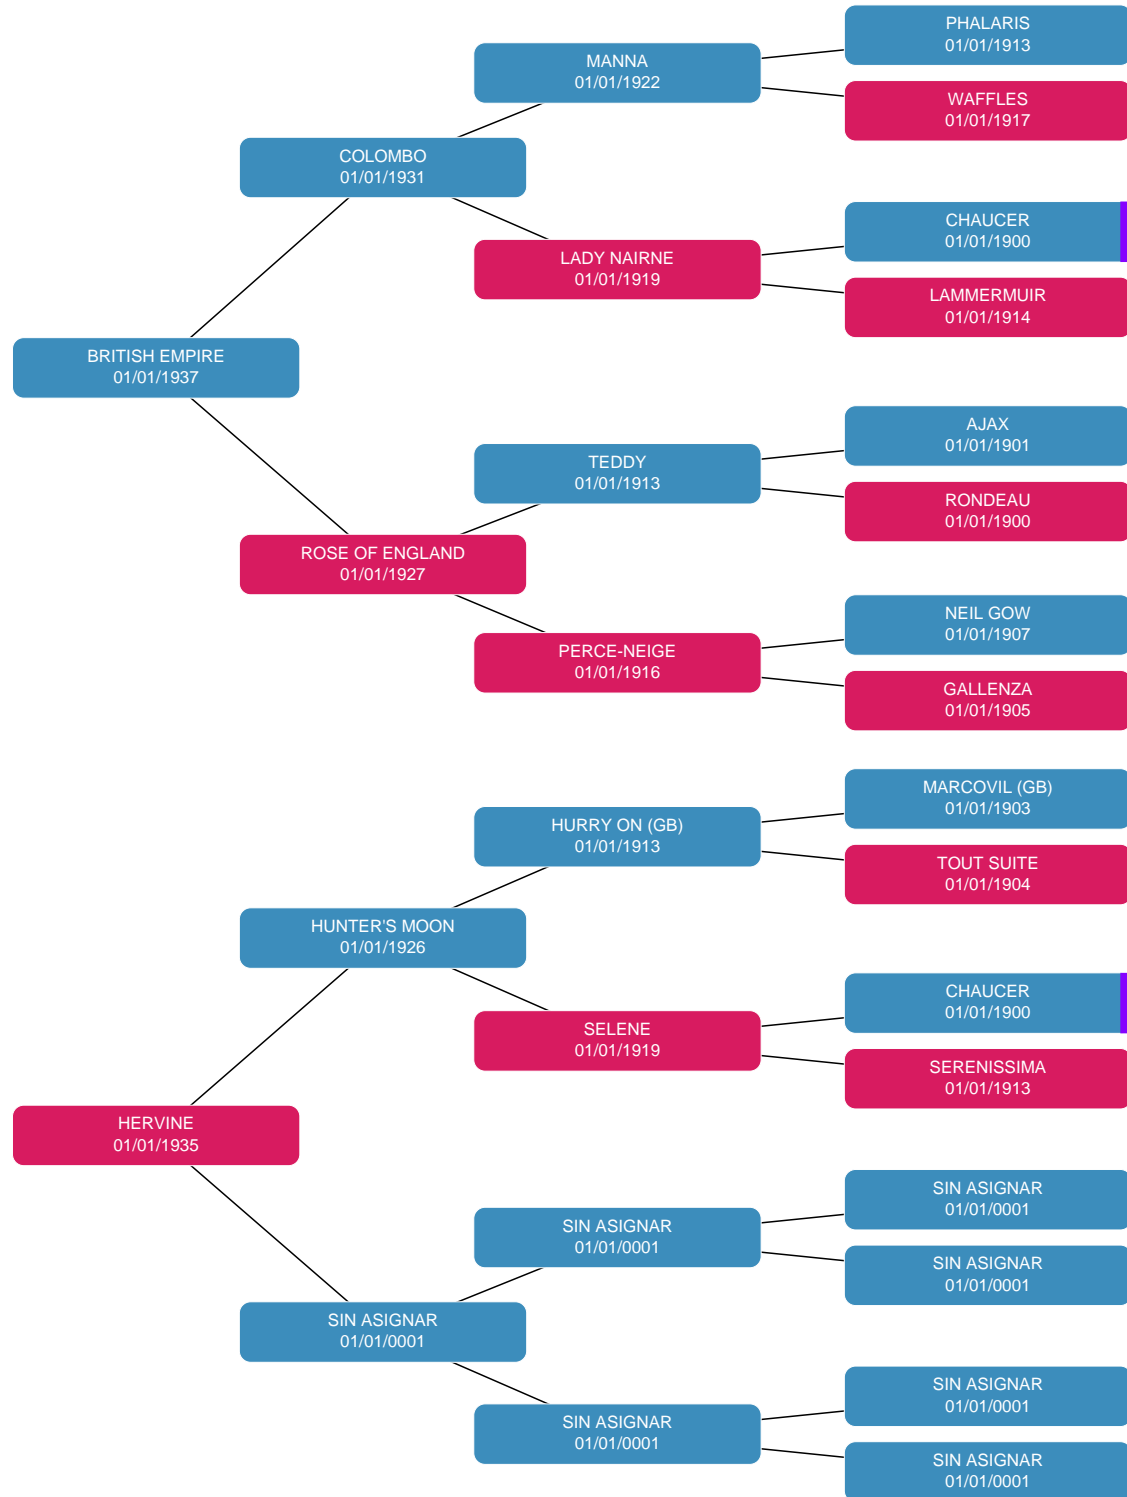 PHALARIS
01/01/1913
MANNA
01/01/1922
WAFFLES
01/01/1917
COLOMBO
01/01/1931
CHAUCER
01/01/1900
LADY NAIRNE
01/01/1919
LAMMERMUIR
01/01/1914
BRITISH EMPIRE
01/01/1937
AJAX
01/01/1901
TEDDY
01/01/1913
RONDEAU
01/01/1900
ROSE OF ENGLAND
01/01/1927
NEIL GOW
01/01/1907
PERCE-NEIGE
01/01/1916
GALLENZA
01/01/1905
MARCOVIL (GB)
01/01/1903
HURRY ON (GB)
01/01/1913
TOUT SUITE
01/01/1904
HUNTER'S MOON
01/01/1926
CHAUCER
01/01/1900
SELENE
01/01/1919
SERENISSIMA
01/01/1913
HERVINE
01/01/1935
SIN ASIGNAR
01/01/0001
SIN ASIGNAR
01/01/0001
SIN ASIGNAR
01/01/0001
SIN ASIGNAR
01/01/0001
SIN ASIGNAR
01/01/0001
SIN ASIGNAR
01/01/0001
SIN ASIGNAR
01/01/0001